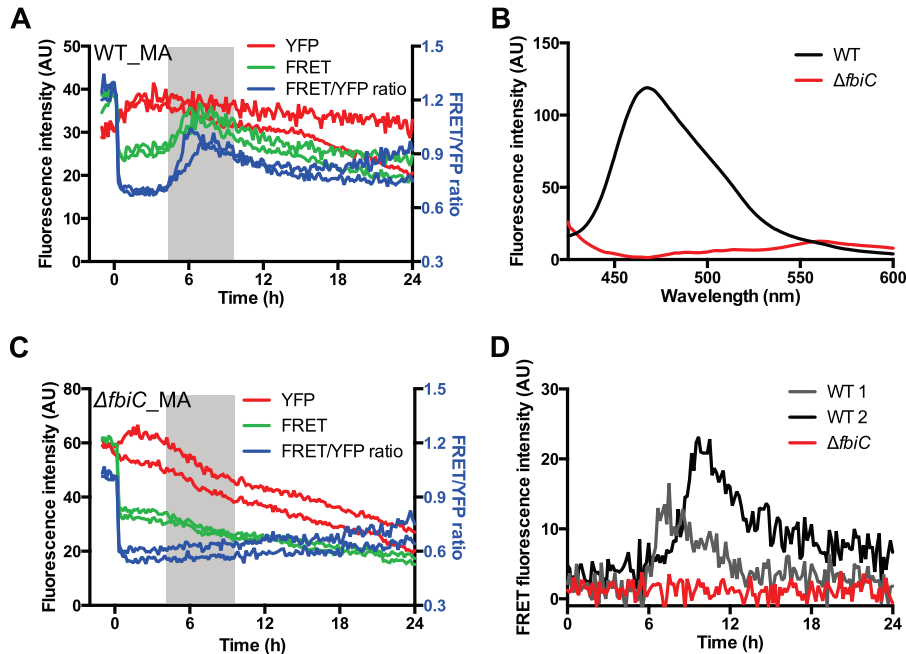 A
WT_MA
YFP
FRET
FRET/YFP ratio
Fluorescence intensity (AU)
50
40
30
20
10
0
1.5
1.2
0.9
0.6
0.3
FRET/YFP ratio
0 6 12 18 24
Time (h)
B
WT
ΔfbiC
Fluorescence intensity (AU)
150
100
50
0
450 500 550 600
Wavelength (nm)
C
ΔfbiC_MA
YFP
FRET
FRET/YFP ratio
Fluorescence intensity (AU)
80
60
40
20
0
1.5
1.2
0.9
0.6
0.3
FRET/YFP ratio
0 6 12 18 24
Time (h)
D
WT 1
WT 2
ΔfbiC
FRET fluorescence intensity (AU)
30
20
10
0
0 6 12 18 24
Time (h)